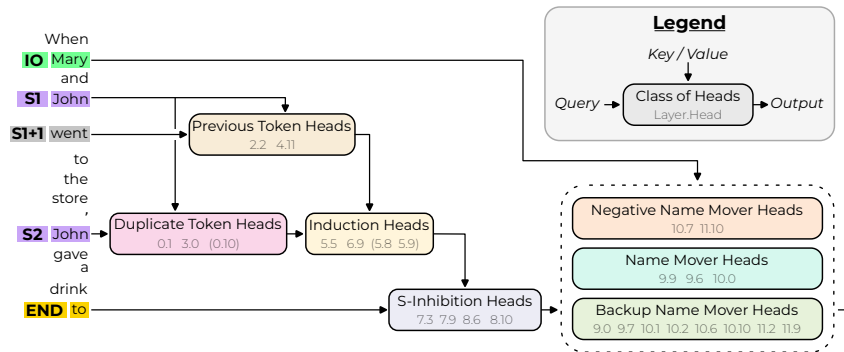 When
IO Mary
and
S1 John
S1+1 went
to
the
store
,
S2 John
gave
a
drink
END to
Previous Token Heads
2.2 4.11
Duplicate Token Heads
0.1 3.0 (0.10)
Induction Heads
5.5 6.9 (5.8 5.9)
S-Inhibition Heads
7.3 7.9 8.6 8.10
Legend
Key / Value
Query
Class of Heads
Layer.Head
Output
Negative Name Mover Heads
10.7 11.10
Name Mover Heads
9.9 9.6 10.0
Backup Name Mover Heads
9.0 9.7 10.1 10.2 10.6 10.10 11.2 11.9